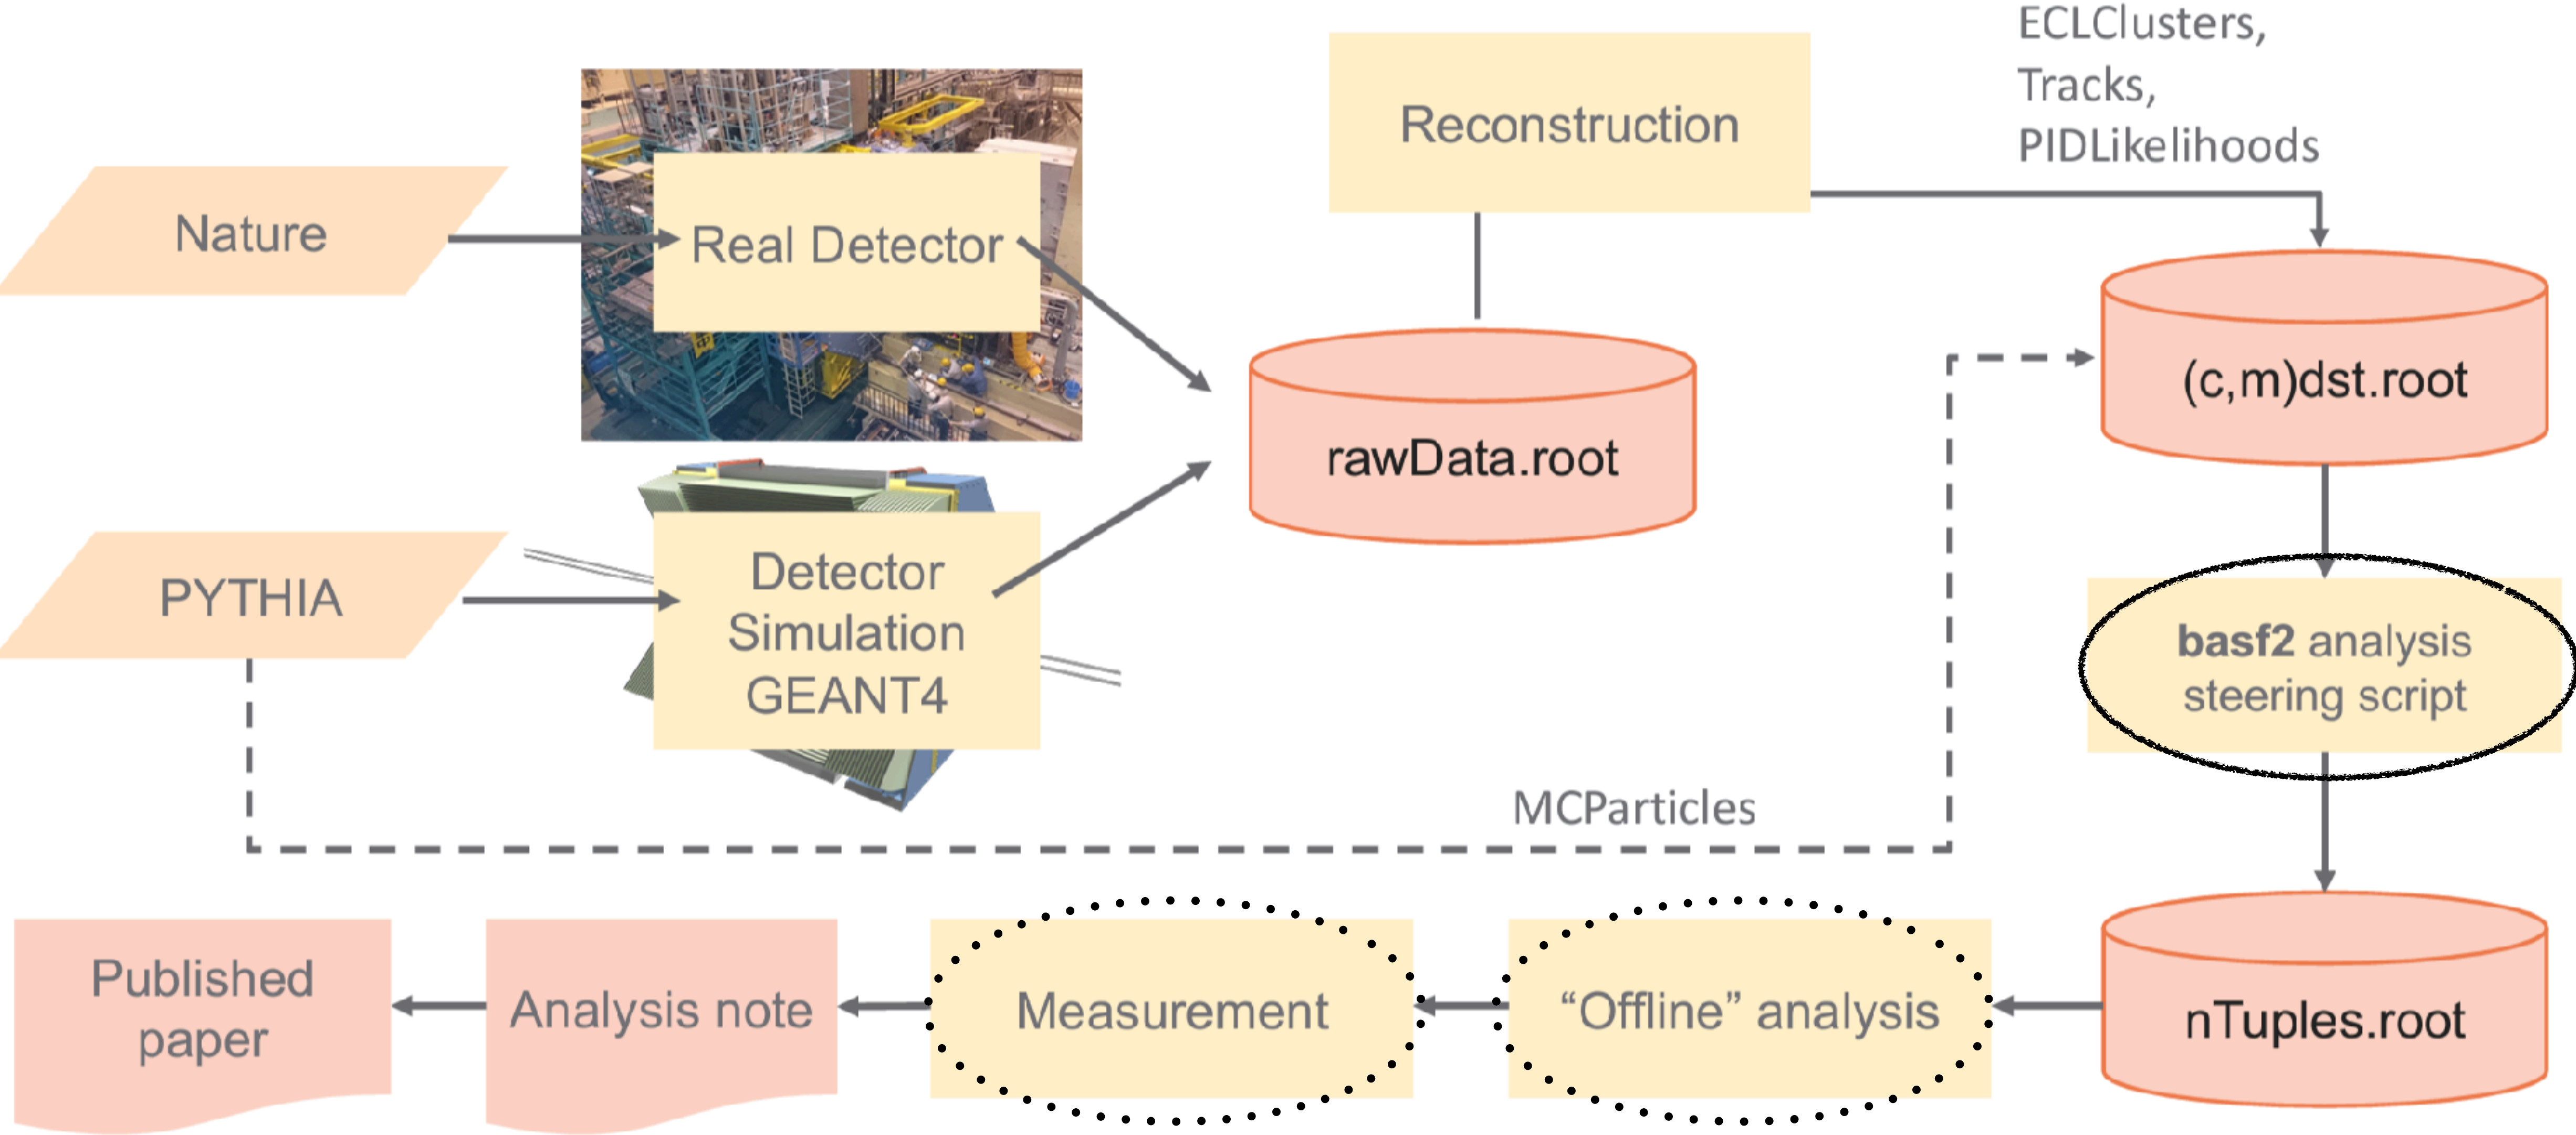 ECLClusters,
Tracks,
PIDLikelihoods
Reconstruction
Nature
Real Detector
(c,m)dst.root
rawData.root
PYTHIA
Detector
Simulation
GEANT4
basf2 analysis
steering script
MCParticles
Published
paper
Analysis note
Measurement
“Offline” analysis
nTuples.root